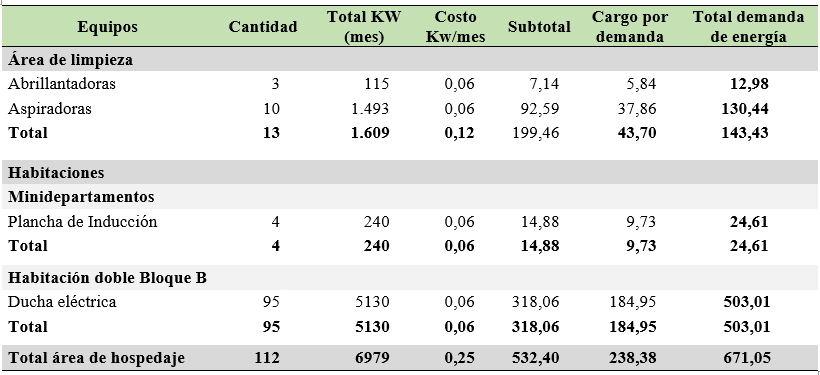 Equipos Cantidad Total KW (mes) Costo Kw/mes Subtotal Cargo por demanda Total demanda de energía
Área de limpieza
Abrillantadoras 3 115 0,06 7,14 5,84 12,98
Aspiradoras 10 1.493 0,06 92,59 37,86 130,44
Total 13 1.609 0,12 199,46 43,70 143,43
Habitaciones
Minidepartamentos
Plancha de Inducción 4 240 0,06 14,88 9,73 24,61
Total 4 240 0,06 14,88 9,73 24,61
Habitación doble Bloque B
Ducha eléctrica 95 5130 0,06 318,06 184,95 503,01
Total 95 5130 0,06 318,06 184,95 503,01
Total área de hospedaje 112 6979 0,25 532,40 238,38 671,05